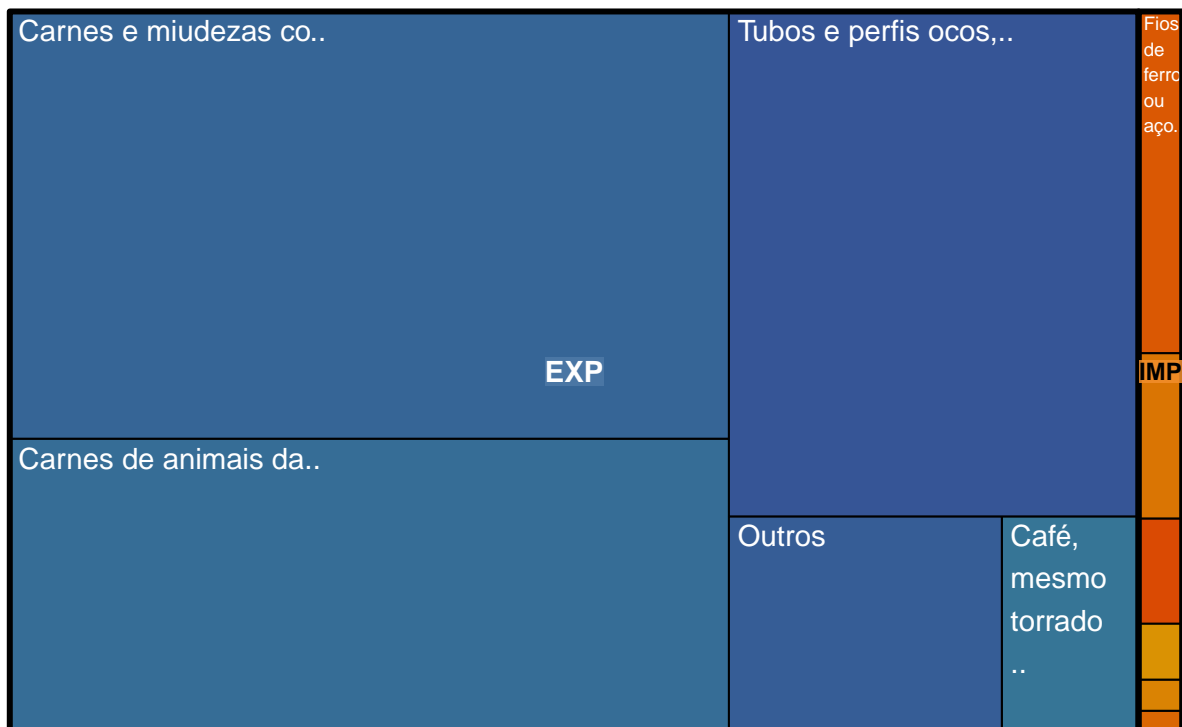 Carnes e miudezas co..
Tubos e perfis ocos,..
Fios
de
ferro
ou
aço.
EXP
IMP
Carnes de animais da..
Outros
Café,
mesmo
torrado
..